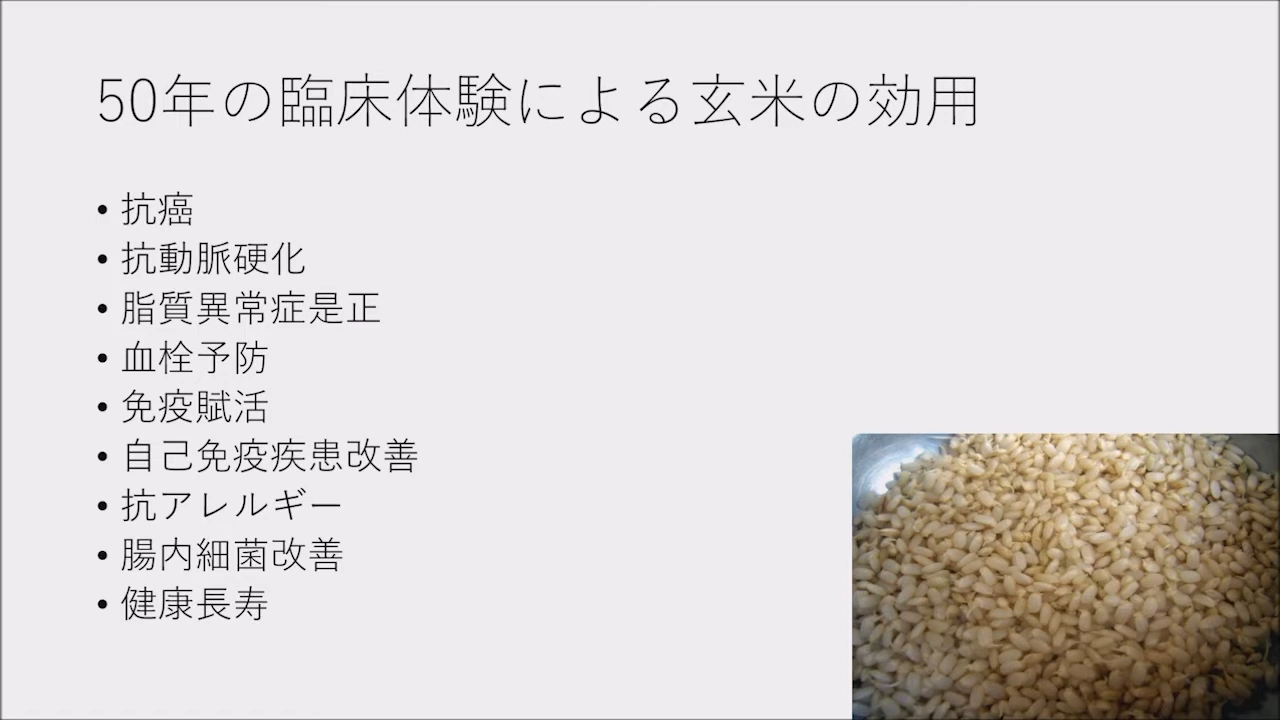 50年の臨床体験による玄米の効用
• 抗癌
• 抗動脈硬化
• 脂質異常症是正
• 血栓予防
• 免疫賦活
• 自己免疫疾患改善
• 抗アレルギー
• 腸内細菌改善
• 健康長寿